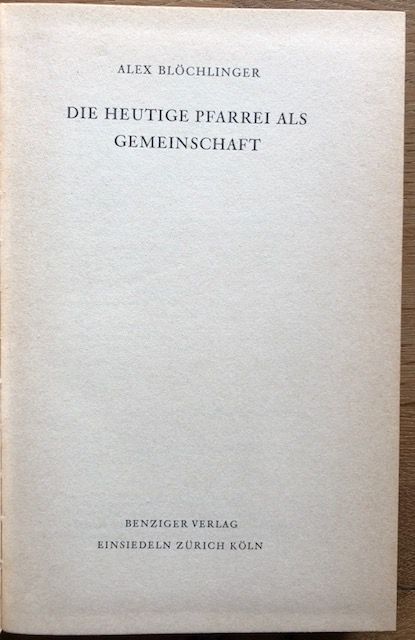 ALEX BLÖCHLINGER
DIE HEUTIGE PFARREI ALS
GEMEINSCHAFT
BENZIGER VERLAG
EINSIEDELN ZÜRICH KÖLN